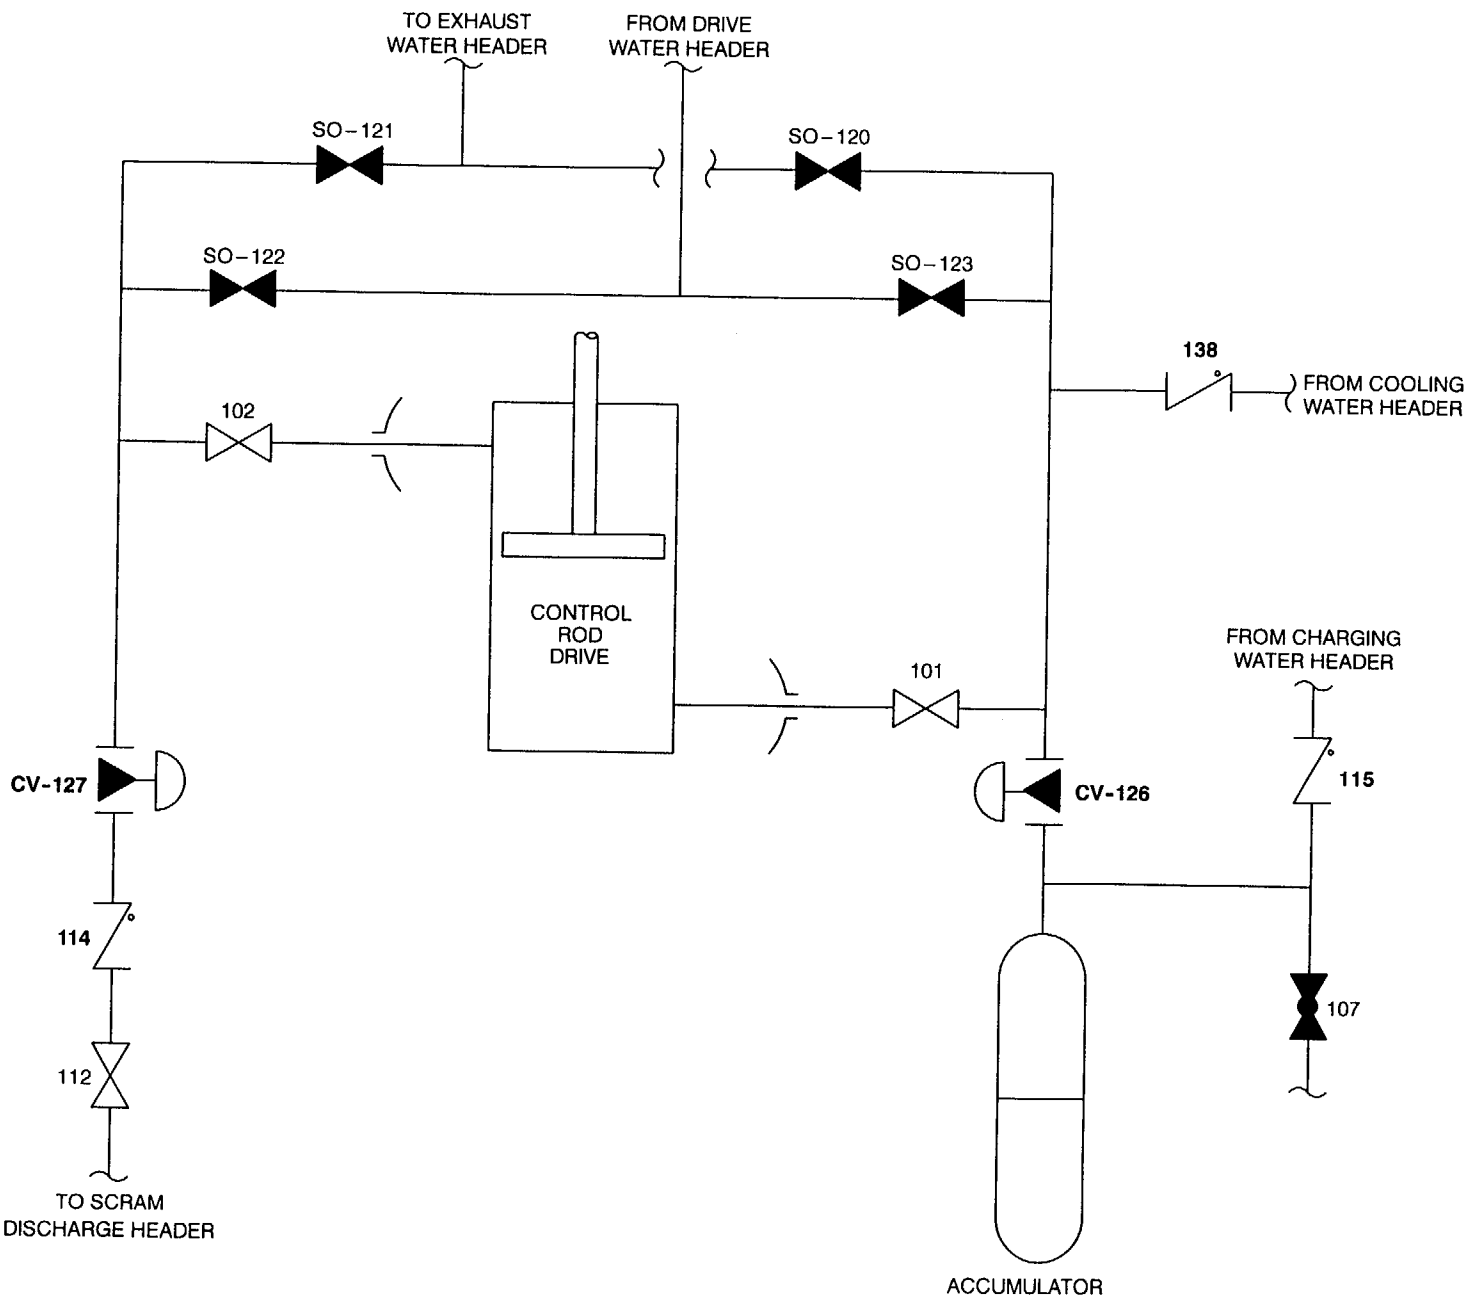 TO EXHAUST
WATER HEADER
FROM DRIVE
WATER HEADER
SO-121
SO-120
SO-122
SO-123
138
FROM COOLING
WATER HEADER
102
CONTROL
ROD
DRIVE
FROM CHARGING
WATER HEADER
101
CV-127
CV-126
115
114
107
112
TO SCRAM
DISCHARGE HEADER
ACCUMULATOR